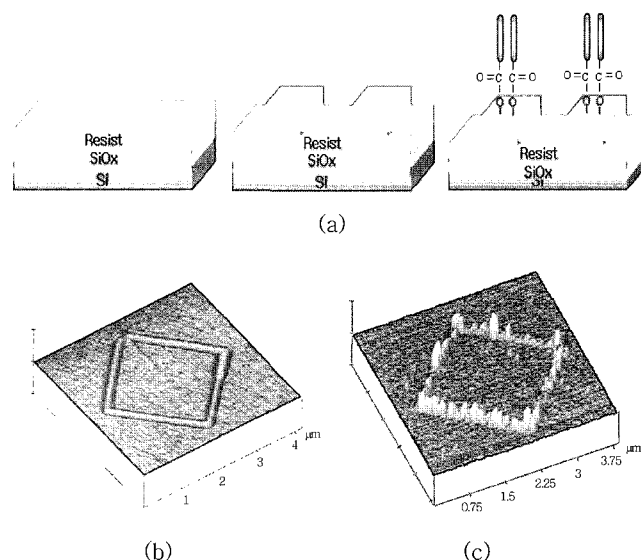 O=C C=O O=C C=O
O O O O
Resist
SiOx
Si
Resist
SiOx
Si
Resist
SiOx
Si
(a)
1 2 3 4 μm
0.75 1.5 2.25 3 3.75 μm
(b) (c)